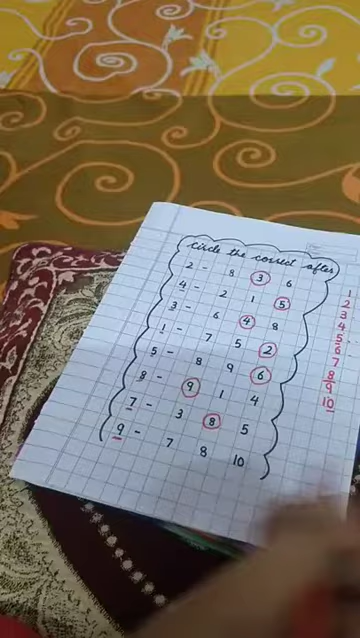 circle the correct after
2 - 8 3 6
4 - 2 1 5
3 - 6 4 8
1 - 7 5 2
5 - 8 9 6
8 - 9 1 4
7 - 3 8 5
9 - 7 8 10
1
2
3
4
5
6
7
8
9
10